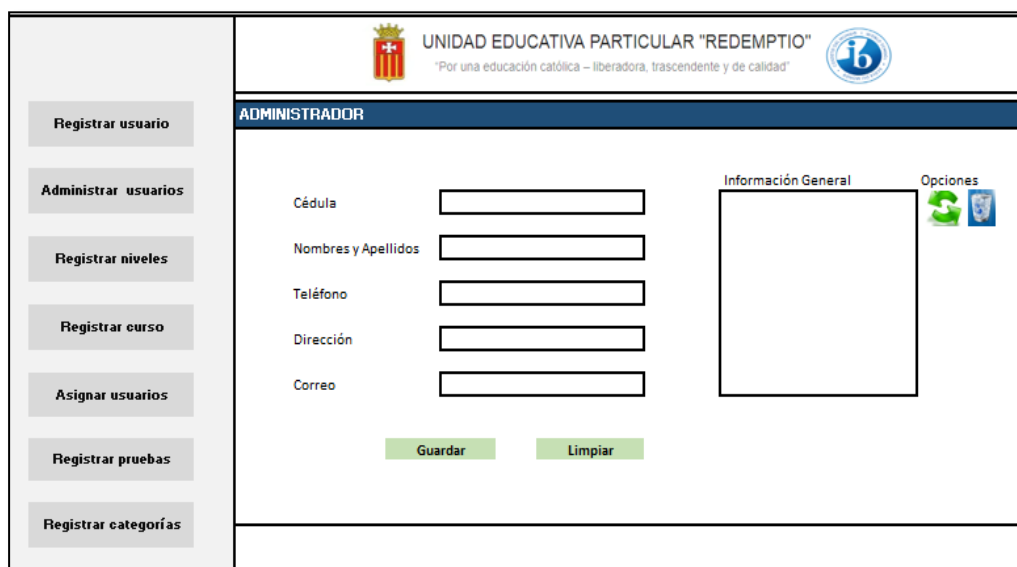 UNIDAD EDUCATIVA PARTICULAR "REDEMPTIO"
"Por una educación católica – liberadora, trascendente y de calidad"
ib
Registrar usuario
Administrar usuarios
Registrar niveles
Registrar curso
Asignar usuarios
Registrar pruebas
Registrar categorías
ADMINISTRADOR
Cédula
Nombres y Apellidos
Teléfono
Dirección
Correo
Guardar
Limpiar
Información General
Opciones